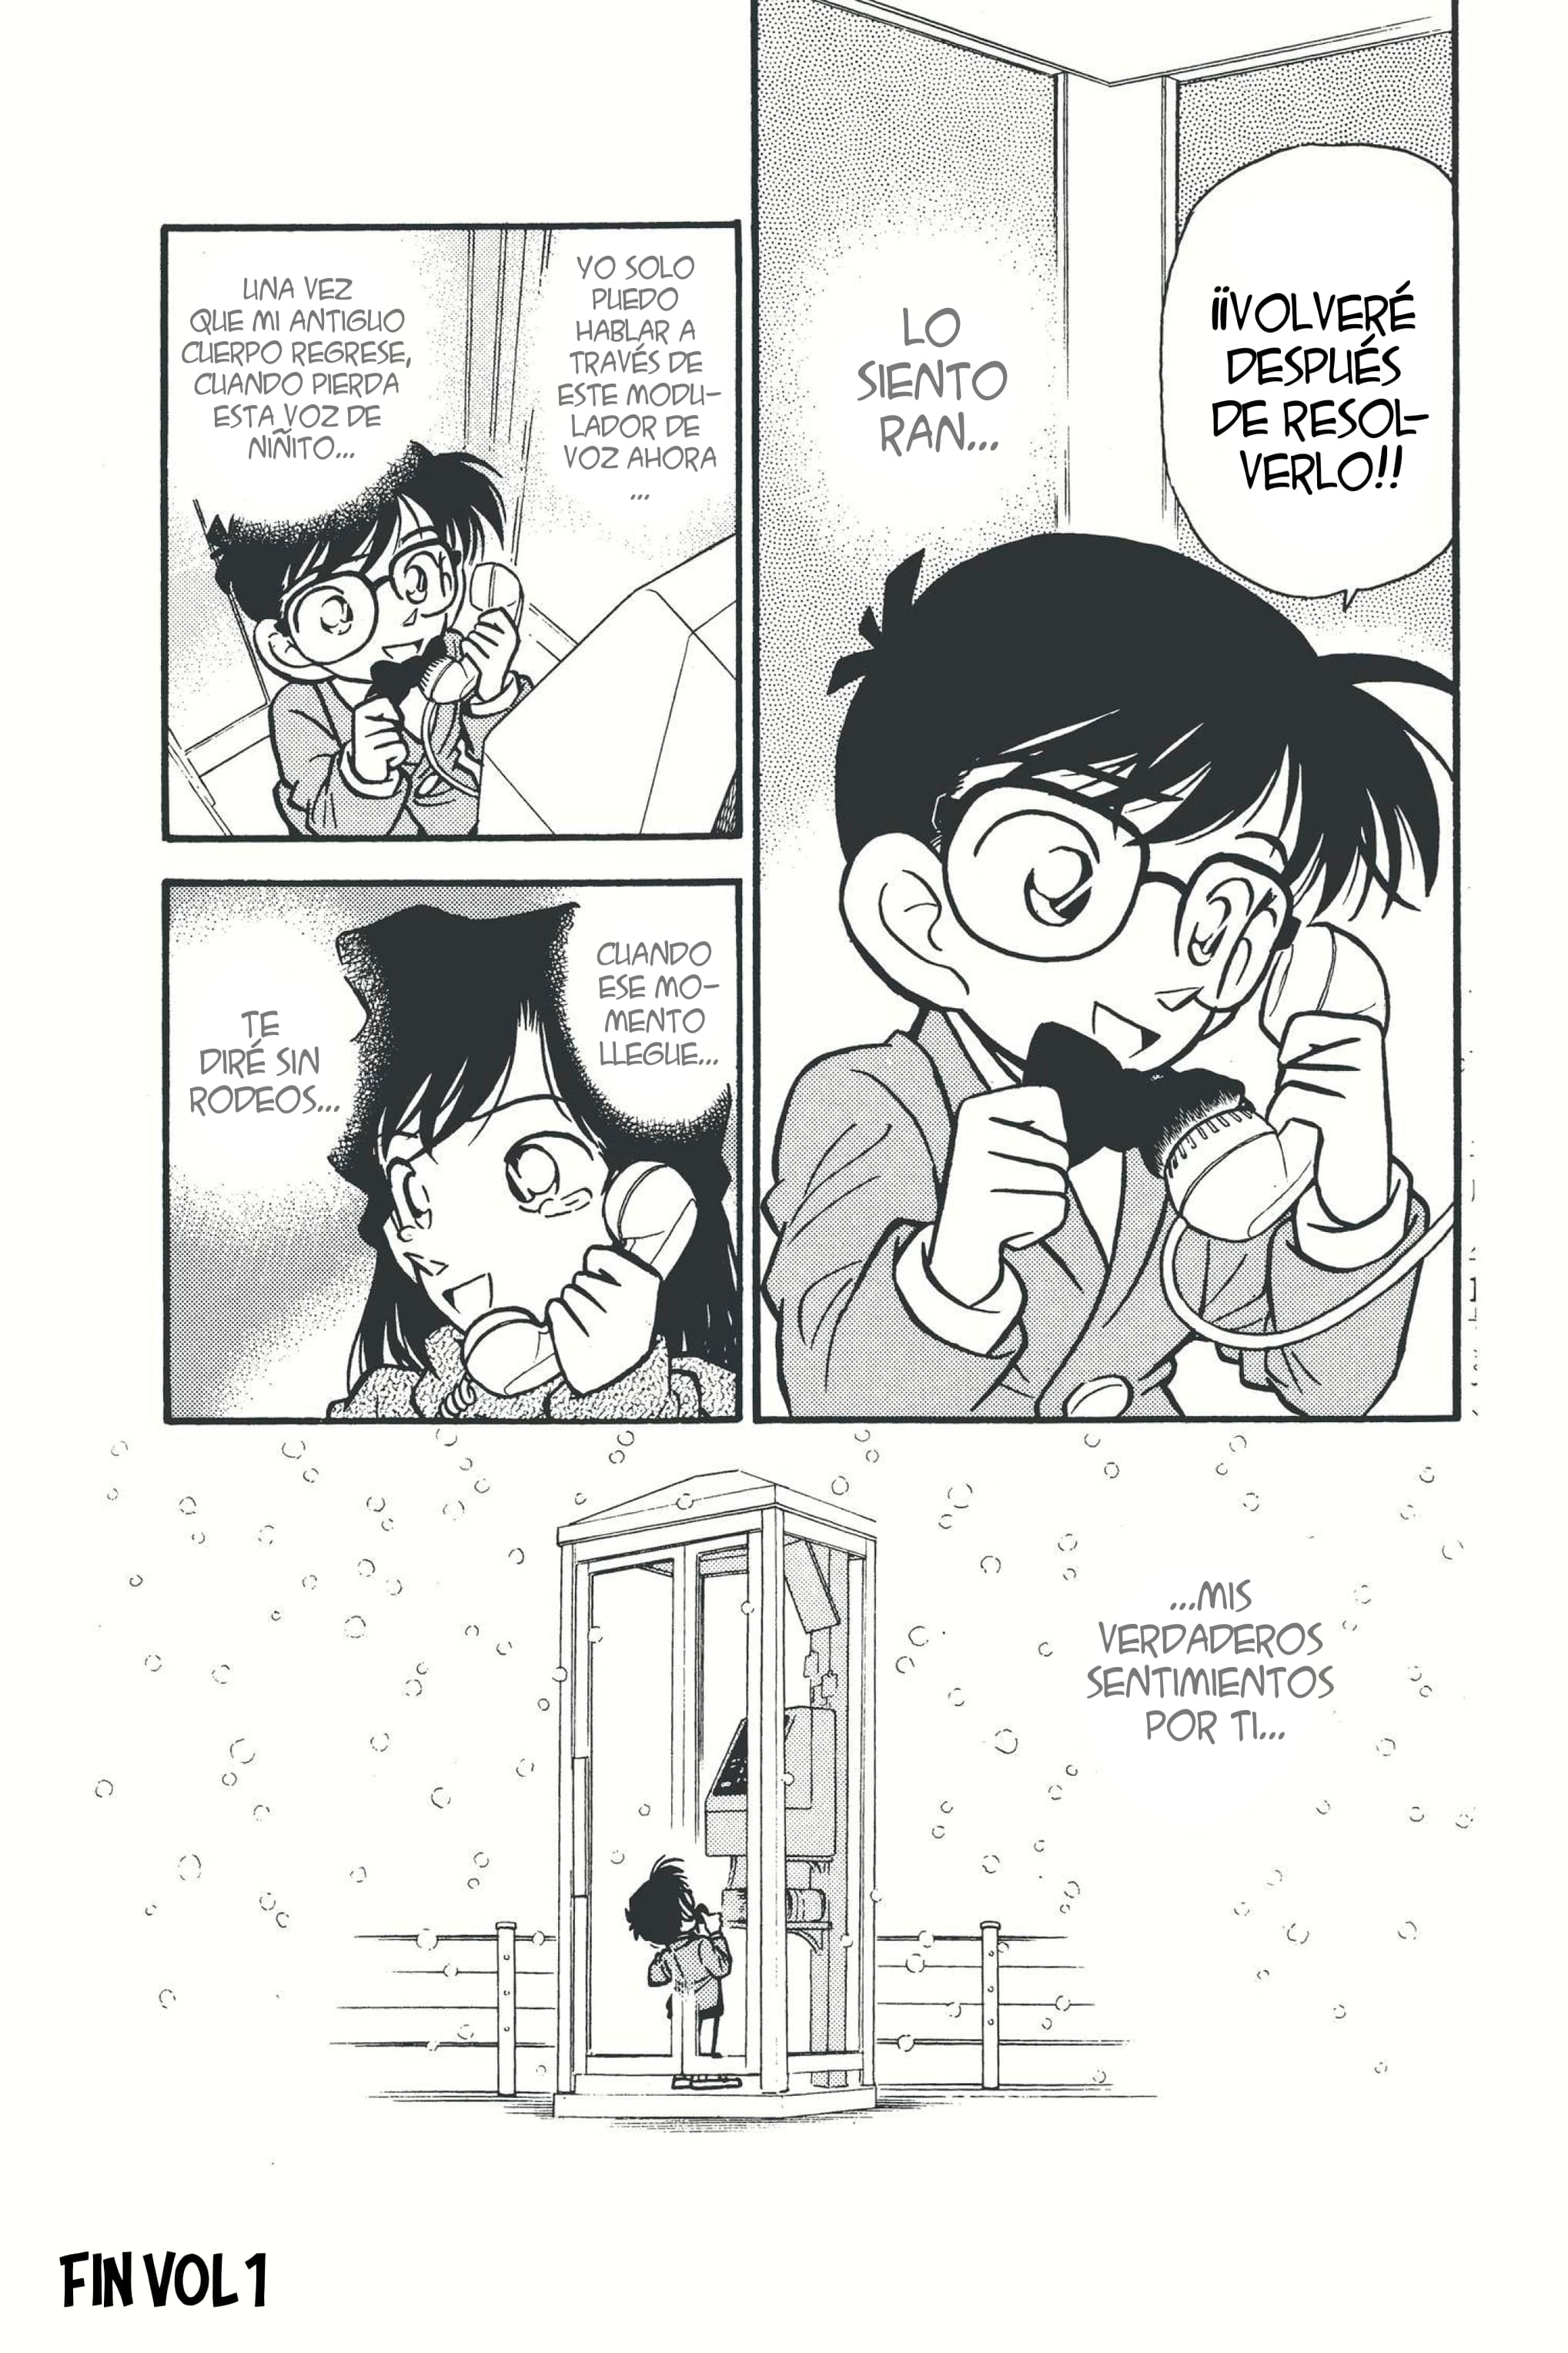 ¡¡VOLVERÉ
DESPUÉS
DE RESOL-
VERLO!!
LO
SIENTO
RAN...
YO SOLO
PUEDO
HABLAR A
TRAVÉS DE
ESTE MODU-
LADOR DE
VOZ AHORA
...
UNA VEZ
QUE MI ANTIGUO
CUERPO REGRESE,
CUANDO PIERDA
ESTA VOZ DE
NIÑITO...
CUANDO
ESE MO-
MENTO
LLEGUE...
TE
DIRÉ SIN
RODEOS...
...MIS
VERDADEROS
SENTIMIENTOS
POR TI...
FIN VOL 1